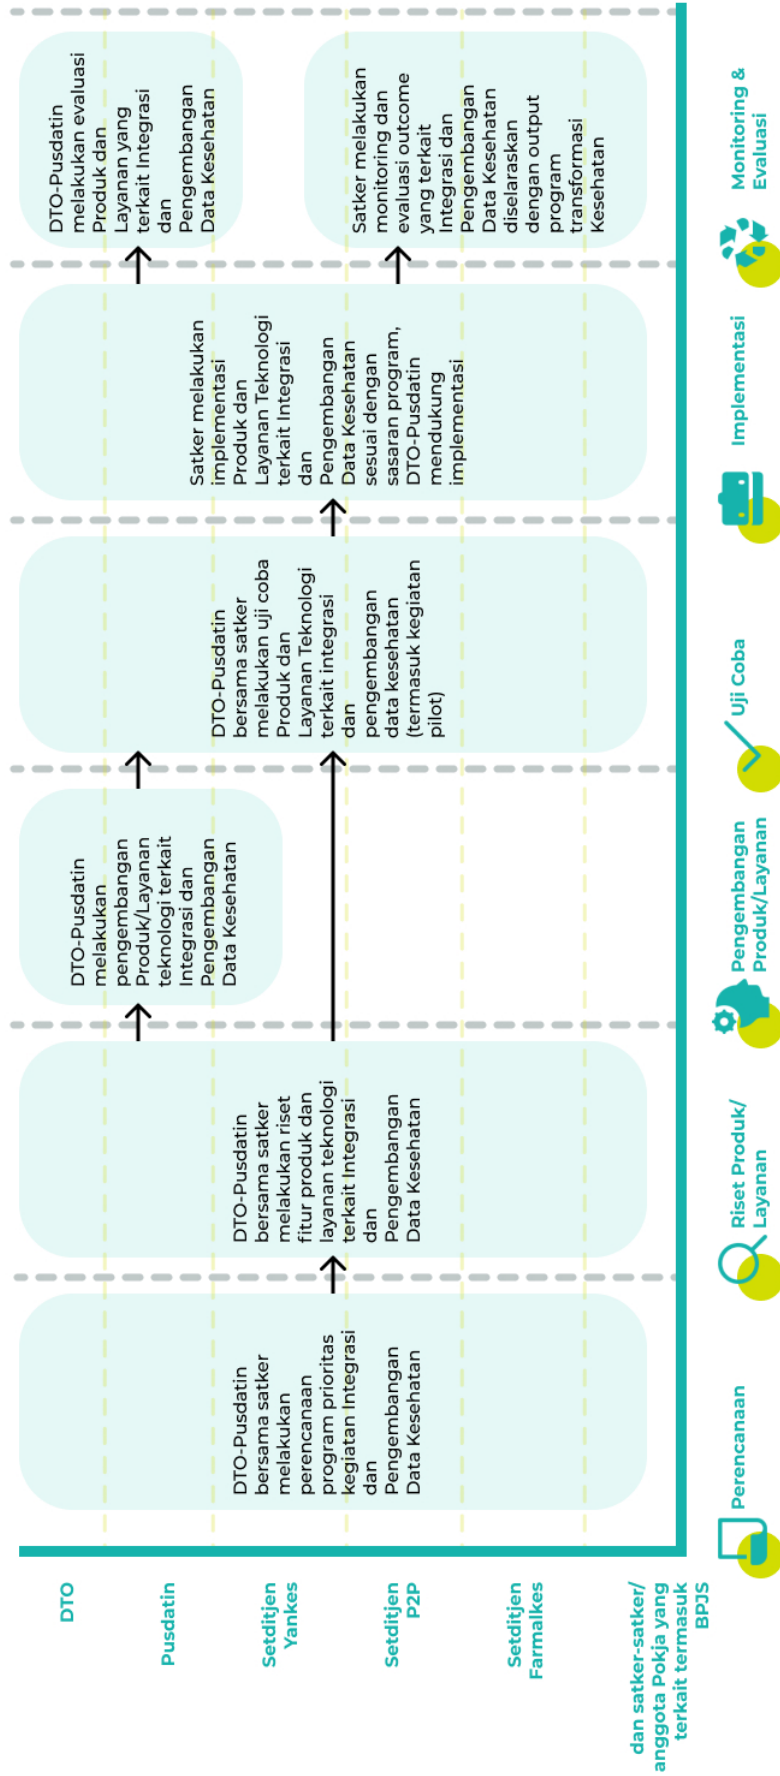 DTO
Pusdatin
Setditjen
Yankes
Setditjen
P2P
Setditjen
Farmalkes
dan satker-satker/
anggota Pokja yang
terkait termasuk
BPJS
DTO-Pusdatin
bersama satker
melakukan
perencanaan
program prioritas
kegiatan Integrasi
dan
Pengembangan
Data Kesehatan
DTO-Pusdatin
bersama satker
melakukan riset
fitur produk dan
layanan teknologi
terkait Integrasi
dan
Pengembangan
Data Kesehatan
DTO-Pusdatin
melakukan
pengembangan
Produk/Layanan
teknologi terkait
Integrasi dan
Pengembangan
Data Kesehatan
DTO-Pusdatin
bersama satker
melakukan uji coba
Produk dan
Layanan Teknologi
terkait integrasi
dan
pengembangan
data kesehatan
(termasuk kegiatan
pilot)
Satker melakukan
implementasi
Produk dan
Layanan Teknologi
terkait Integrasi
dan
Pengembangan
Data Kesehatan
sesuai dengan
sasaran program,
DTO-Pusdatin
mendukung
implementasi
DTO-Pusdatin
melakukan evaluasi
Produk dan
Layanan yang
terkait Integrasi
dan
Pengembangan
Data Kesehatan
Satker melakukan
monitoring dan
evaluasi outcome
yang terkait
Integrasi dan
Pengembangan
Data Kesehatan
diselaraskan
dengan output
program
transformasi
Kesehatan
Perencanaan
Riset Produk/
Layanan
Pengembangan
Produk/Layanan
Uji Coba
Implementasi
Monitoring &
Evaluasi